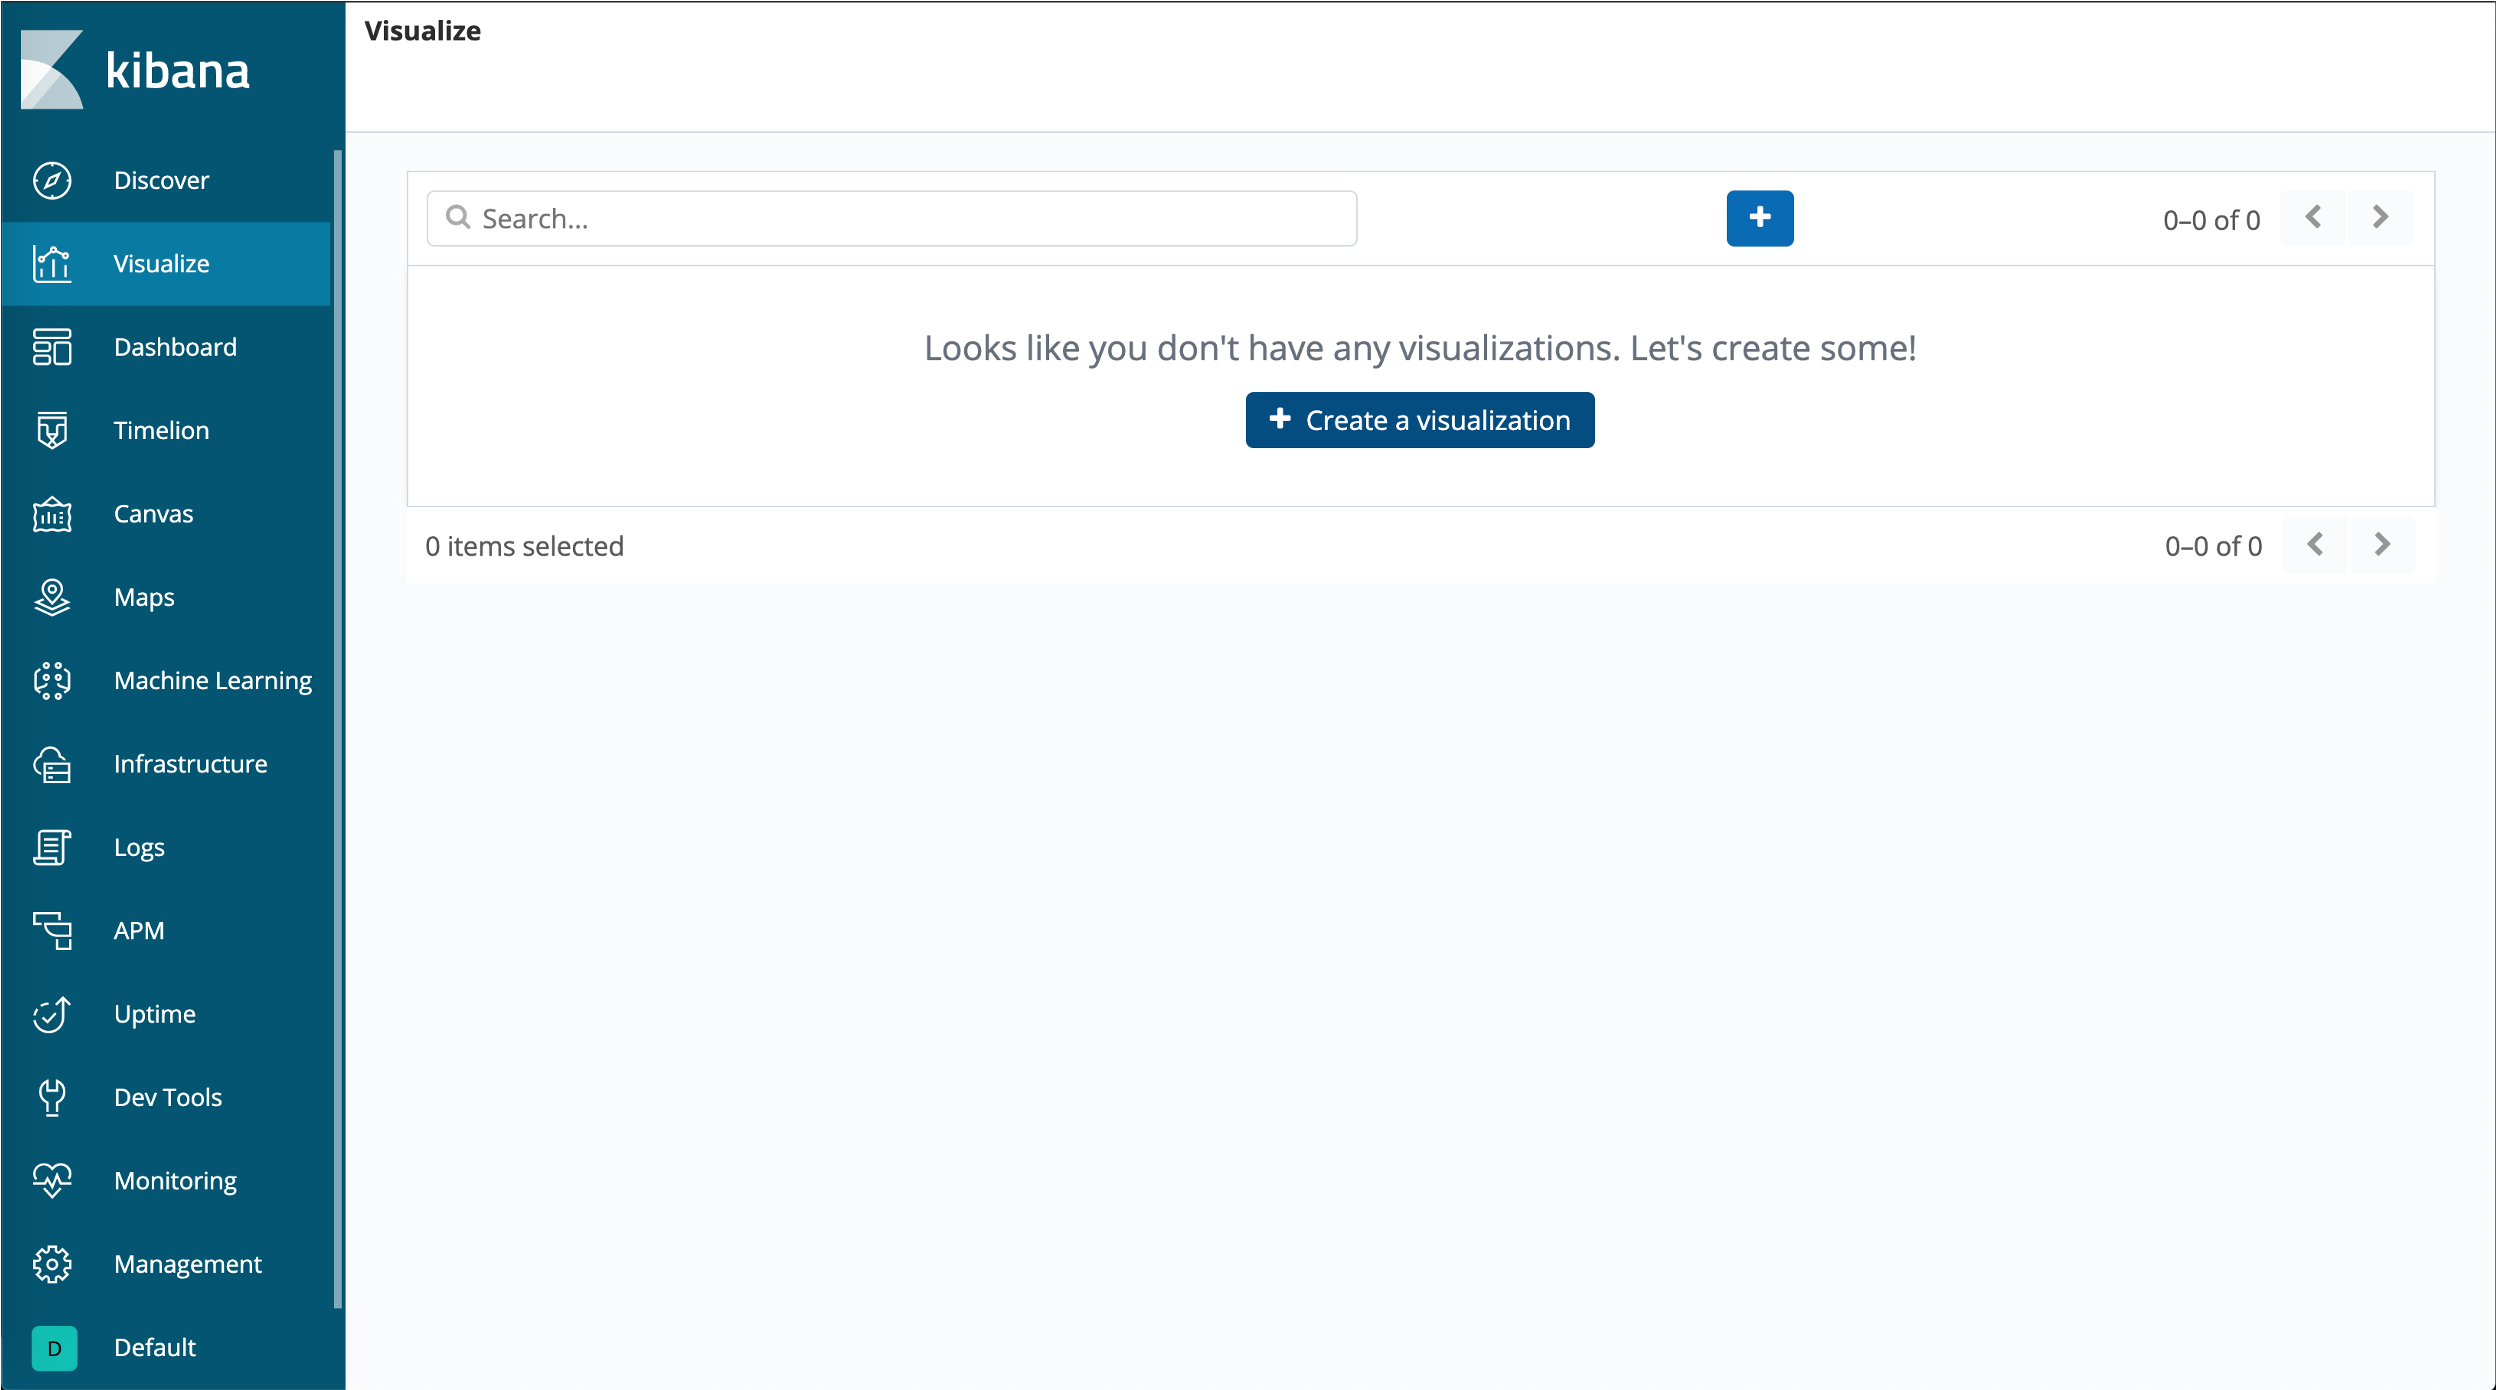 kibana
Visualize
Discover
Visualize
Dashboard
Timelion
Canvas
Maps
Machine Learning
Infrastructure
Logs
APM
Uptime
Dev Tools
Monitoring
Management
D Default
Search...
0–0 of 0
Looks like you don't have any visualizations. Let's create some!
Create a visualization
0 items selected
0–0 of 0